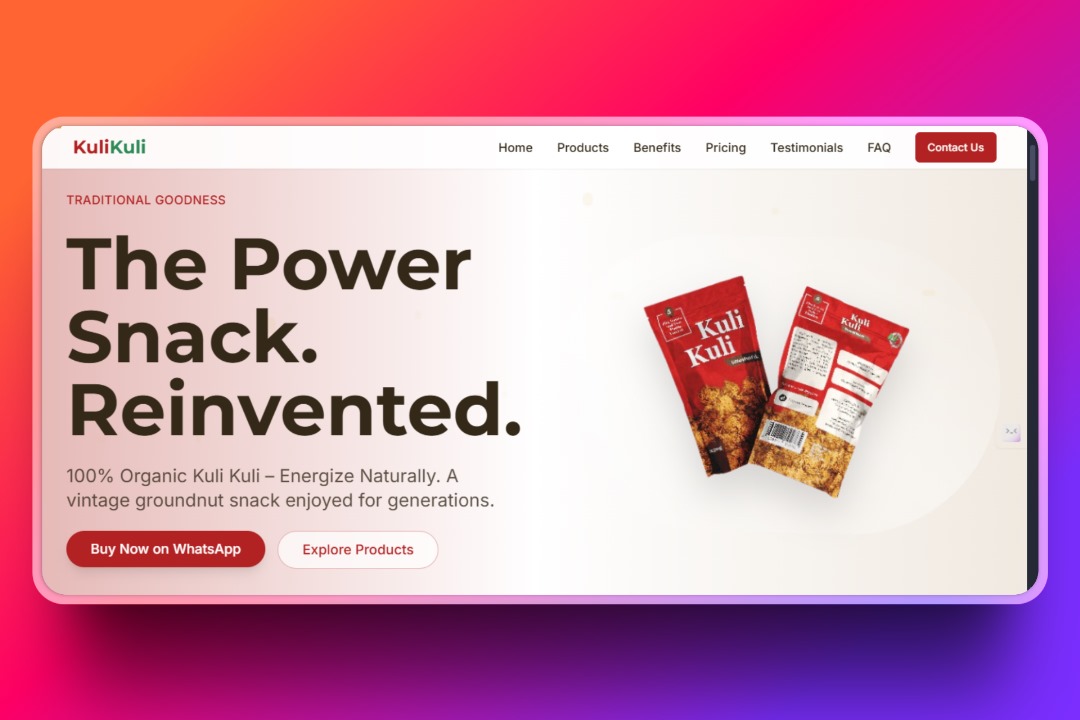 KuliKuli
Home Products Benefits Pricing Testimonials FAQ Contact Us
TRADITIONAL GOODNESS
The Power
Snack.
Reinvented.
100% Organic Kuli Kuli – Energize Naturally. A
vintage groundnut snack enjoyed for generations.
Buy Now on WhatsApp
Explore Products
Kuli
Kuli
Kuli
Kuli